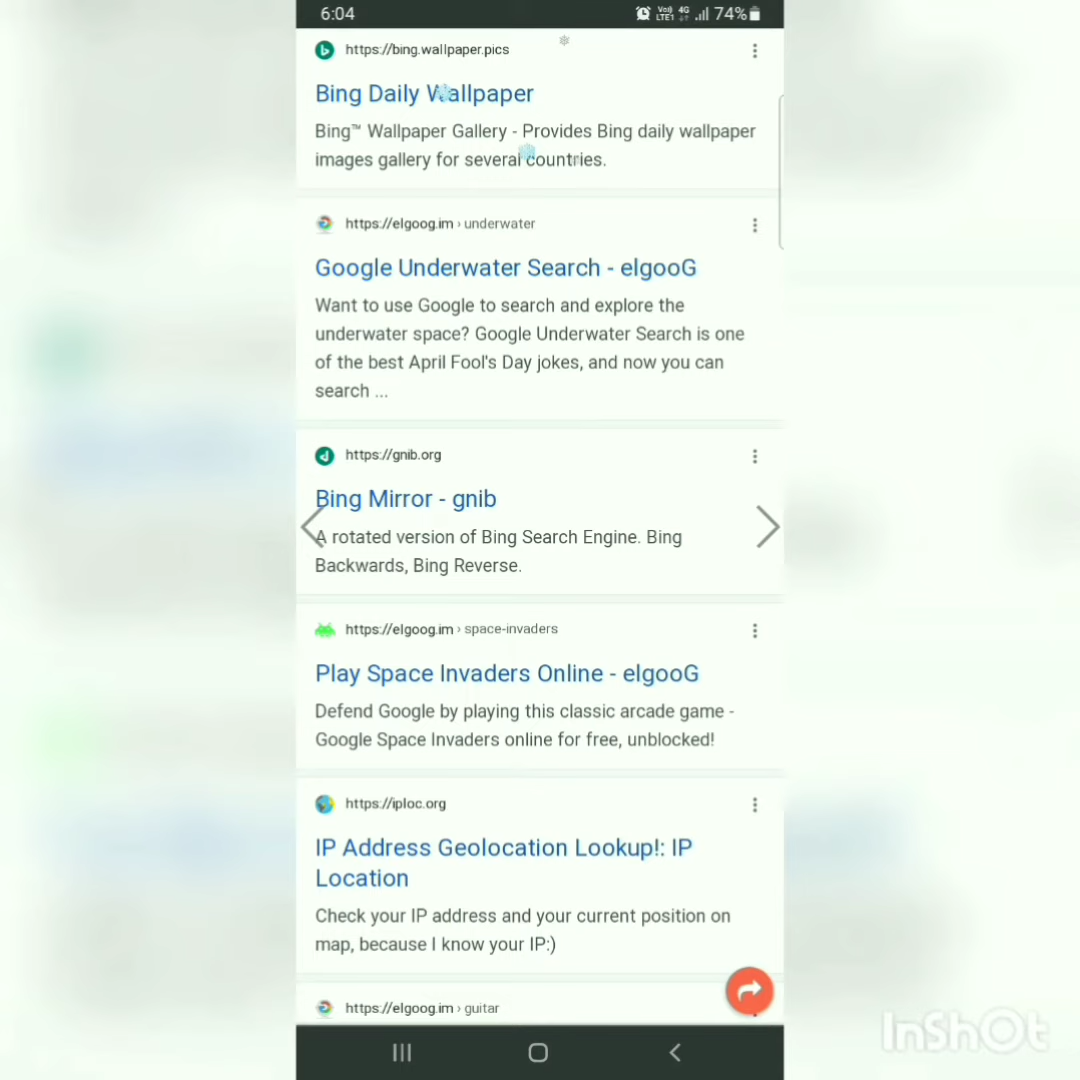 6:04
Vo)) 4G
LTE1 74%
https://bing.wallpaper.pics
Bing Daily Wallpaper
Bing™ Wallpaper Gallery - Provides Bing daily wallpaper
images gallery for several countries.
https://elgoog.im › underwater
Google Underwater Search - elgooG
Want to use Google to search and explore the
underwater space? Google Underwater Search is one
of the best April Fool's Day jokes, and now you can
search ...
https://gnib.org
Bing Mirror - gnib
A rotated version of Bing Search Engine. Bing
Backwards, Bing Reverse.
https://elgoog.im › space-invaders
Play Space Invaders Online - elgooG
Defend Google by playing this classic arcade game -
Google Space Invaders online for free, unblocked!
https://iploc.org
IP Address Geolocation Lookup!: IP
Location
Check your IP address and your current position on
map, because I know your IP:)
https://elgoog.im › guitar
InShOt